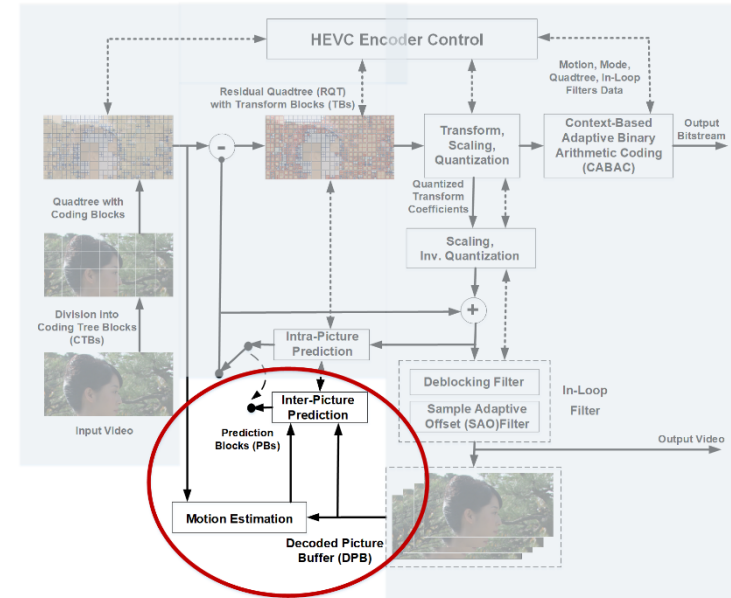 HEVC Encoder Control
Residual Quadtree (RQT)
with Transform Blocks (TBs)
Motion, Mode,
Quadtree, In-Loop
Filters Data
Output
Bitstream
Transform,
Scaling,
Quantization
Context-Based
Adaptive Binary
Arithmetic Coding
(CABAC)
-
Quadtree with
Coding Blocks
Quantized
Transform
Coefficients
Scaling,
Inv. Quantization
+
Division into
Coding Tree Blocks
(CTBs)
Intra-Picture
Prediction
Deblocking Filter
Sample Adaptive
Offset (SAO)Filter
In-Loop
Filter
Inter-Picture
Prediction
Prediction
Blocks (PBs)
Input Video
Output Video
Motion Estimation
Decoded Picture
Buffer (DPB)